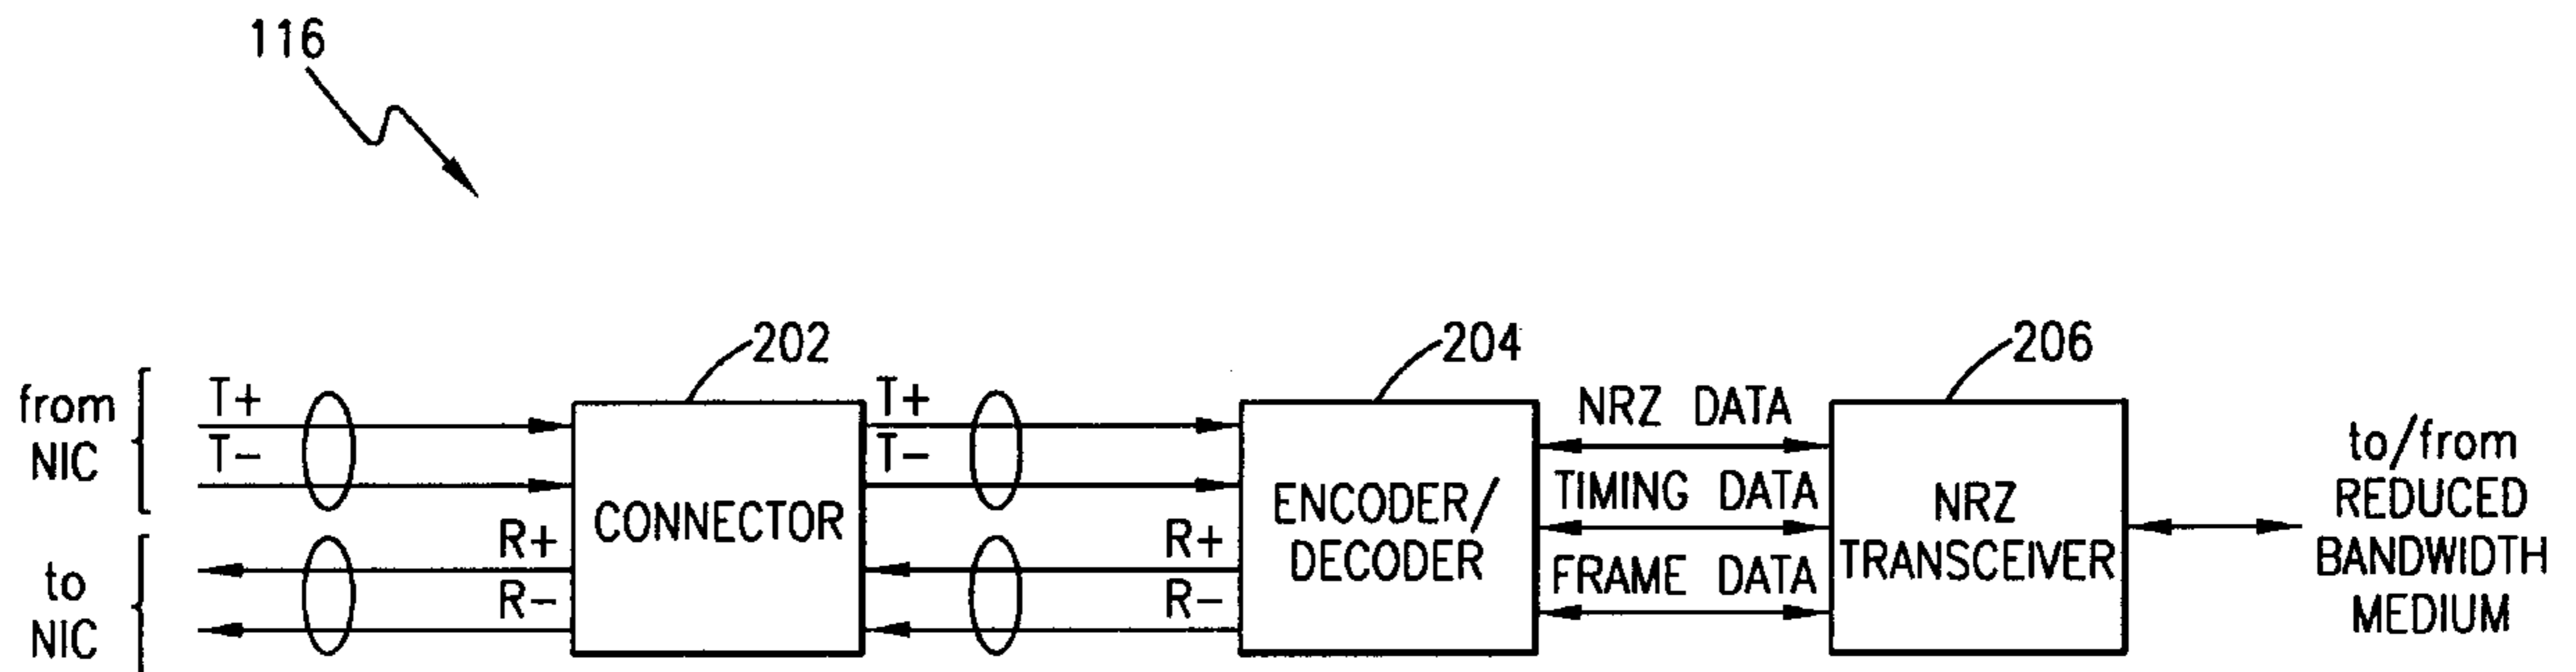 116
202
204
206
from
NIC
T+
T-
T+
T-
NRZ DATA
TIMING DATA
FRAME DATA
to/from
REDUCED
BANDWIDTH
MEDIUM
CONNECTOR
ENCODER/
DECODER
NRZ
TRANSCEIVER
to
NIC
R+
R-
R+
R-